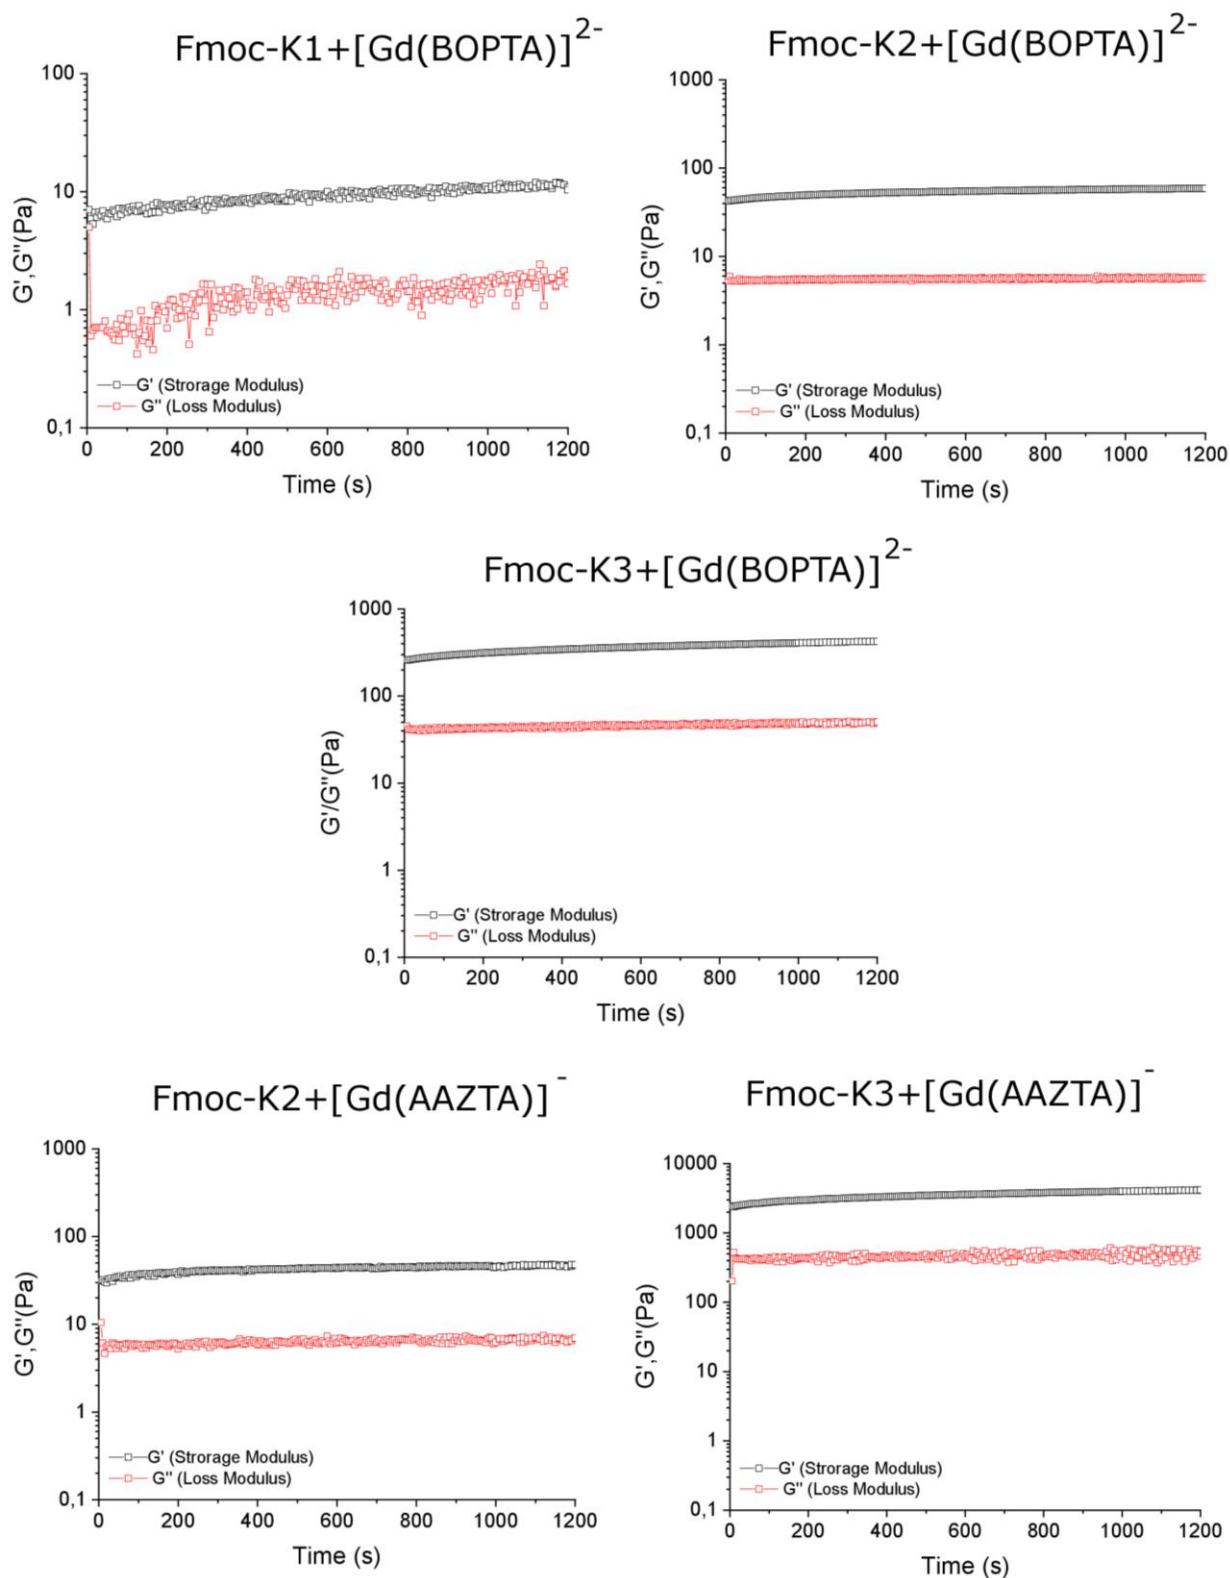 Fmoc-K1+[Gd(BOPTA)]2-
100
10
1
0,1
G',G"(Pa)
G' (Strorage Modulus)
G" (Loss Modulus)
0 200 400 600 800 1000 1200
Time (s)
Fmoc-K2+[Gd(BOPTA)]2-
1000
100
10
1
0,1
G',G"(Pa)
G' (Strorage Modulus)
G" (Loss Modulus)
0 200 400 600 800 1000 1200
Time (s)
Fmoc-K3+[Gd(BOPTA)]2-
1000
100
10
1
0,1
G'/G"(Pa)
G' (Strorage Modulus)
G" (Loss Modulus)
0 200 400 600 800 1000 1200
Time (s)
Fmoc-K2+[Gd(AAZTA)]-
1000
100
10
1
0,1
G',G"(Pa)
G' (Strorage Modulus)
G" (Loss Modulus)
0 200 400 600 800 1000 1200
Time (s)
Fmoc-K3+[Gd(AAZTA)]-
10000
1000
100
10
1
0,1
G',G"(Pa)
G' (Strorage Modulus)
G" (Loss Modulus)
0 200 400 600 800 1000 1200
Time (s)